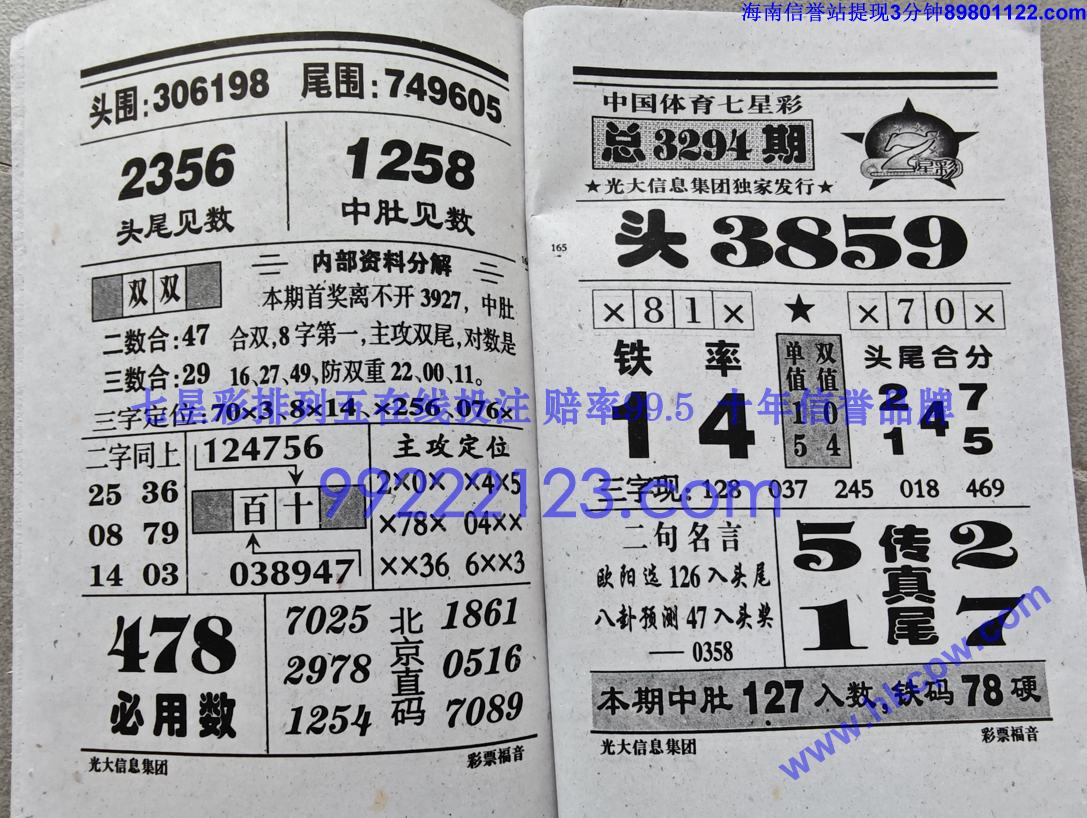 海南信誉站提现3分钟89801122.com
头围:306198 尾围:749605
2356
头尾见数
1258
中肚见数
双双
内部资料分解
本期首奖离不开3927，中肚
二数合:47 合双,8字第一,主攻双尾,对数是
三数合:29 16、27、49、防双重22、00、11。
三字定位:70×3、8×14、×256、076×
七星彩排列五在线投注 赔率99.5 十年信誉品牌
二字同上
25 36
08 79
14 03
124756
百十
038947
主攻定位
2×0× ×4×5
×78× 04××
××36 6××3
99222123.com
478
必用数
7025
2978
1254
北京直码
1861
0516
7089
光大信息集团 彩票福音
中国体育七星彩
总3294期
7星彩
★光大信息集团独家发行★
165
头3859
×81× ★ ×70×
铁率
14
单值15
双值04
头尾合分
2 7
4
1 5
三字现: 128 037 245 018 469
二句名言
欧阳选126入头尾
八卦预测47入头奖
——0358
5 2
传真尾
1 7
本期中肚127入数,铁码78硬
光大信息集团 彩票福音
www.hkcpw.com